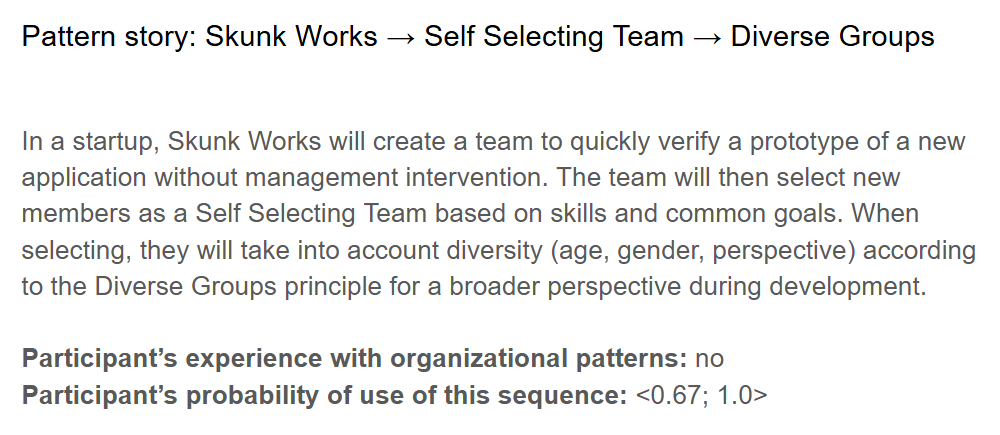 Pattern story: Skunk Works → Self Selecting Team → Diverse Groups
In a startup, Skunk Works will create a team to quickly verify a prototype of a new
application without management intervention. The team will then select new
members as a Self Selecting Team based on skills and common goals. When
selecting, they will take into account diversity (age, gender, perspective) according
to the Diverse Groups principle for a broader perspective during development.
Participant’s experience with organizational patterns: no
Participant’s probability of use of this sequence: <0.67; 1.0>